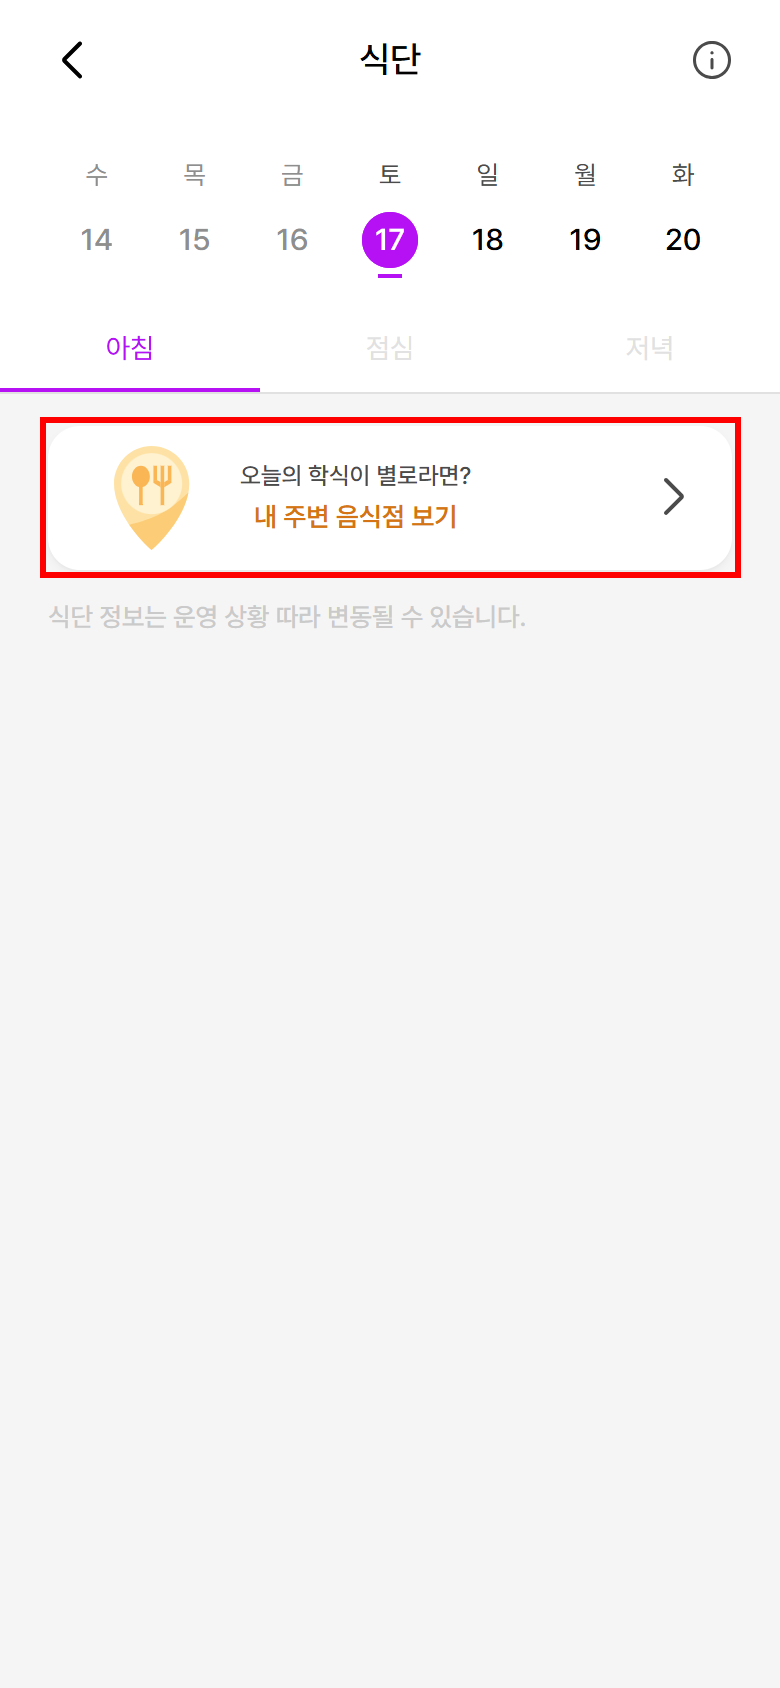 식단
수 목 금 토 일 월 화
14 15 16 17 18 19 20
아침 점심 저녁
오늘의 학식이 별로라면?
내 주변 음식점 보기
식단 정보는 운영 상황 따라 변동될 수 있습니다.